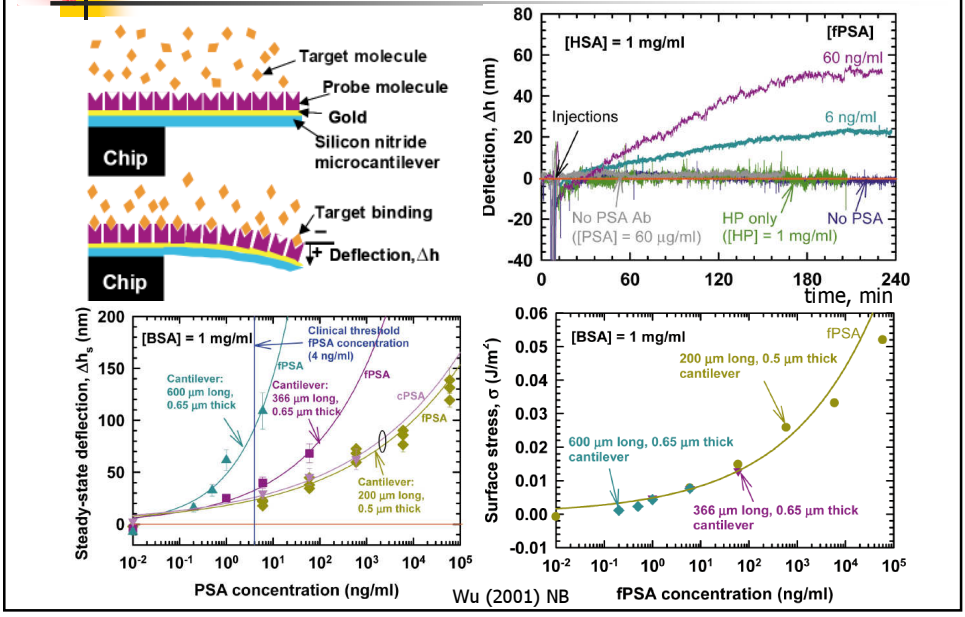 Target molecule
Probe molecule
Gold
Silicon nitride
microcantilever
Chip
Target binding
–
+ Deflection, Δh
Chip
80
60
40
20
0
-20
-40
Deflection, Δh (nm)
[HSA] = 1 mg/ml
[fPSA]
60 ng/ml
6 ng/ml
Injections
No PSA Ab
([PSA] = 60 μg/ml)
HP only
([HP] = 1 mg/ml)
No PSA
0 60 120 180 240
time, min
200
150
100
50
0
Steady-state deflection, Δhs (nm)
[BSA] = 1 mg/ml
Clinical threshold
fPSA concentration
(4 ng/ml)
fPSA
fPSA
cPSA
fPSA
Cantilever:
600 μm long,
0.65 μm thick
Cantilever:
366 μm long,
0.65 μm thick
Cantilever:
200 μm long,
0.5 μm thick
10-2 10-1 100 101 102 103 104 105
PSA concentration (ng/ml)
0.06
0.05
0.04
0.03
0.02
0.01
0.00
-0.01
Surface stress, σ (J/m2)
[BSA] = 1 mg/ml
fPSA
200 μm long, 0.5 μm thick
cantilever
600 μm long, 0.65 μm thick
cantilever
366 μm long, 0.65 μm thick
cantilever
10-2 10-1 100 101 102 103 104 105
fPSA concentration (ng/ml)
Wu (2001) NB